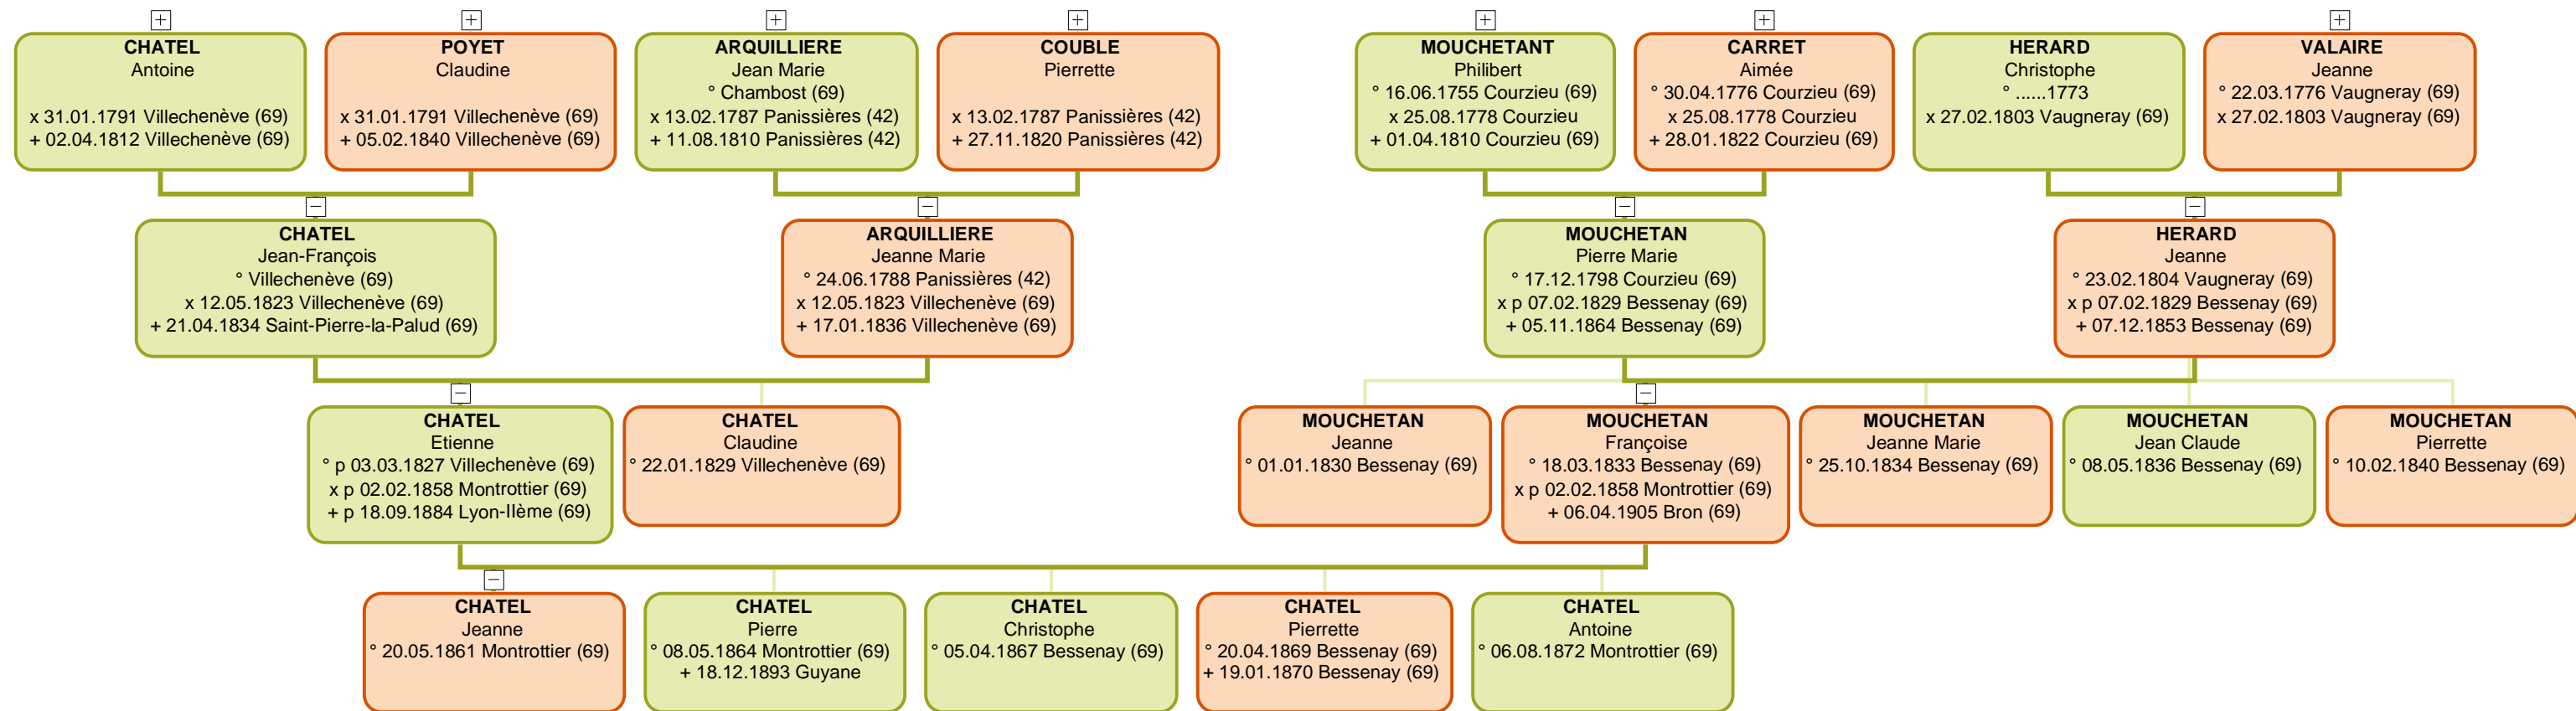 CHATEL
Antoine
x 31.01.1791 Villechenève (69)
+ 02.04.1812 Villechenève (69)
POYET
Claudine
x 31.01.1791 Villechenève (69)
+ 05.02.1840 Villechenève (69)
ARQUILLIERE
Jean Marie
° Chambost (69)
x 13.02.1787 Panissières (42)
+ 11.08.1810 Panissières (42)
COUBLE
Pierrette
x 13.02.1787 Panissières (42)
+ 27.11.1820 Panissières (42)
MOUCHETANT
Philibert
° 16.06.1755 Courzieu (69)
x 25.08.1778 Courzieu
+ 01.04.1810 Courzieu (69)
CARRET
Aimée
° 30.04.1776 Courzieu (69)
x 25.08.1778 Courzieu
+ 28.01.1822 Courzieu (69)
HERARD
Christophe
° ......1773
x 27.02.1803 Vaugneray (69)
VALAIRE
Jeanne
° 22.03.1776 Vaugneray (69)
x 27.02.1803 Vaugneray (69)
CHATEL
Jean-François
° Villechenève (69)
x 12.05.1823 Villechenève (69)
+ 21.04.1834 Saint-Pierre-la-Palud (69)
ARQUILLIERE
Jeanne Marie
° 24.06.1788 Panissières (42)
x 12.05.1823 Villechenève (69)
+ 17.01.1836 Villechenève (69)
MOUCHETAN
Pierre Marie
° 17.12.1798 Courzieu (69)
x p 07.02.1829 Bessenay (69)
+ 05.11.1864 Bessenay (69)
HERARD
Jeanne
° 23.02.1804 Vaugneray (69)
x p 07.02.1829 Bessenay (69)
+ 07.12.1853 Bessenay (69)
CHATEL
Etienne
° p 03.03.1827 Villechenève (69)
x p 02.02.1858 Montrottier (69)
+ p 18.09.1884 Lyon-IIème (69)
CHATEL
Claudine
° 22.01.1829 Villechenève (69)
MOUCHETAN
Jeanne
° 01.01.1830 Bessenay (69)
MOUCHETAN
Françoise
° 18.03.1833 Bessenay (69)
x p 02.02.1858 Montrottier (69)
+ 06.04.1905 Bron (69)
MOUCHETAN
Jeanne Marie
° 25.10.1834 Bessenay (69)
MOUCHETAN
Jean Claude
° 08.05.1836 Bessenay (69)
MOUCHETAN
Pierrette
° 10.02.1840 Bessenay (69)
CHATEL
Jeanne
° 20.05.1861 Montrottier (69)
CHATEL
Pierre
° 08.05.1864 Montrottier (69)
+ 18.12.1893 Guyane
CHATEL
Christophe
° 05.04.1867 Bessenay (69)
CHATEL
Pierrette
° 20.04.1869 Bessenay (69)
+ 19.01.1870 Bessenay (69)
CHATEL
Antoine
° 06.08.1872 Montrottier (69)